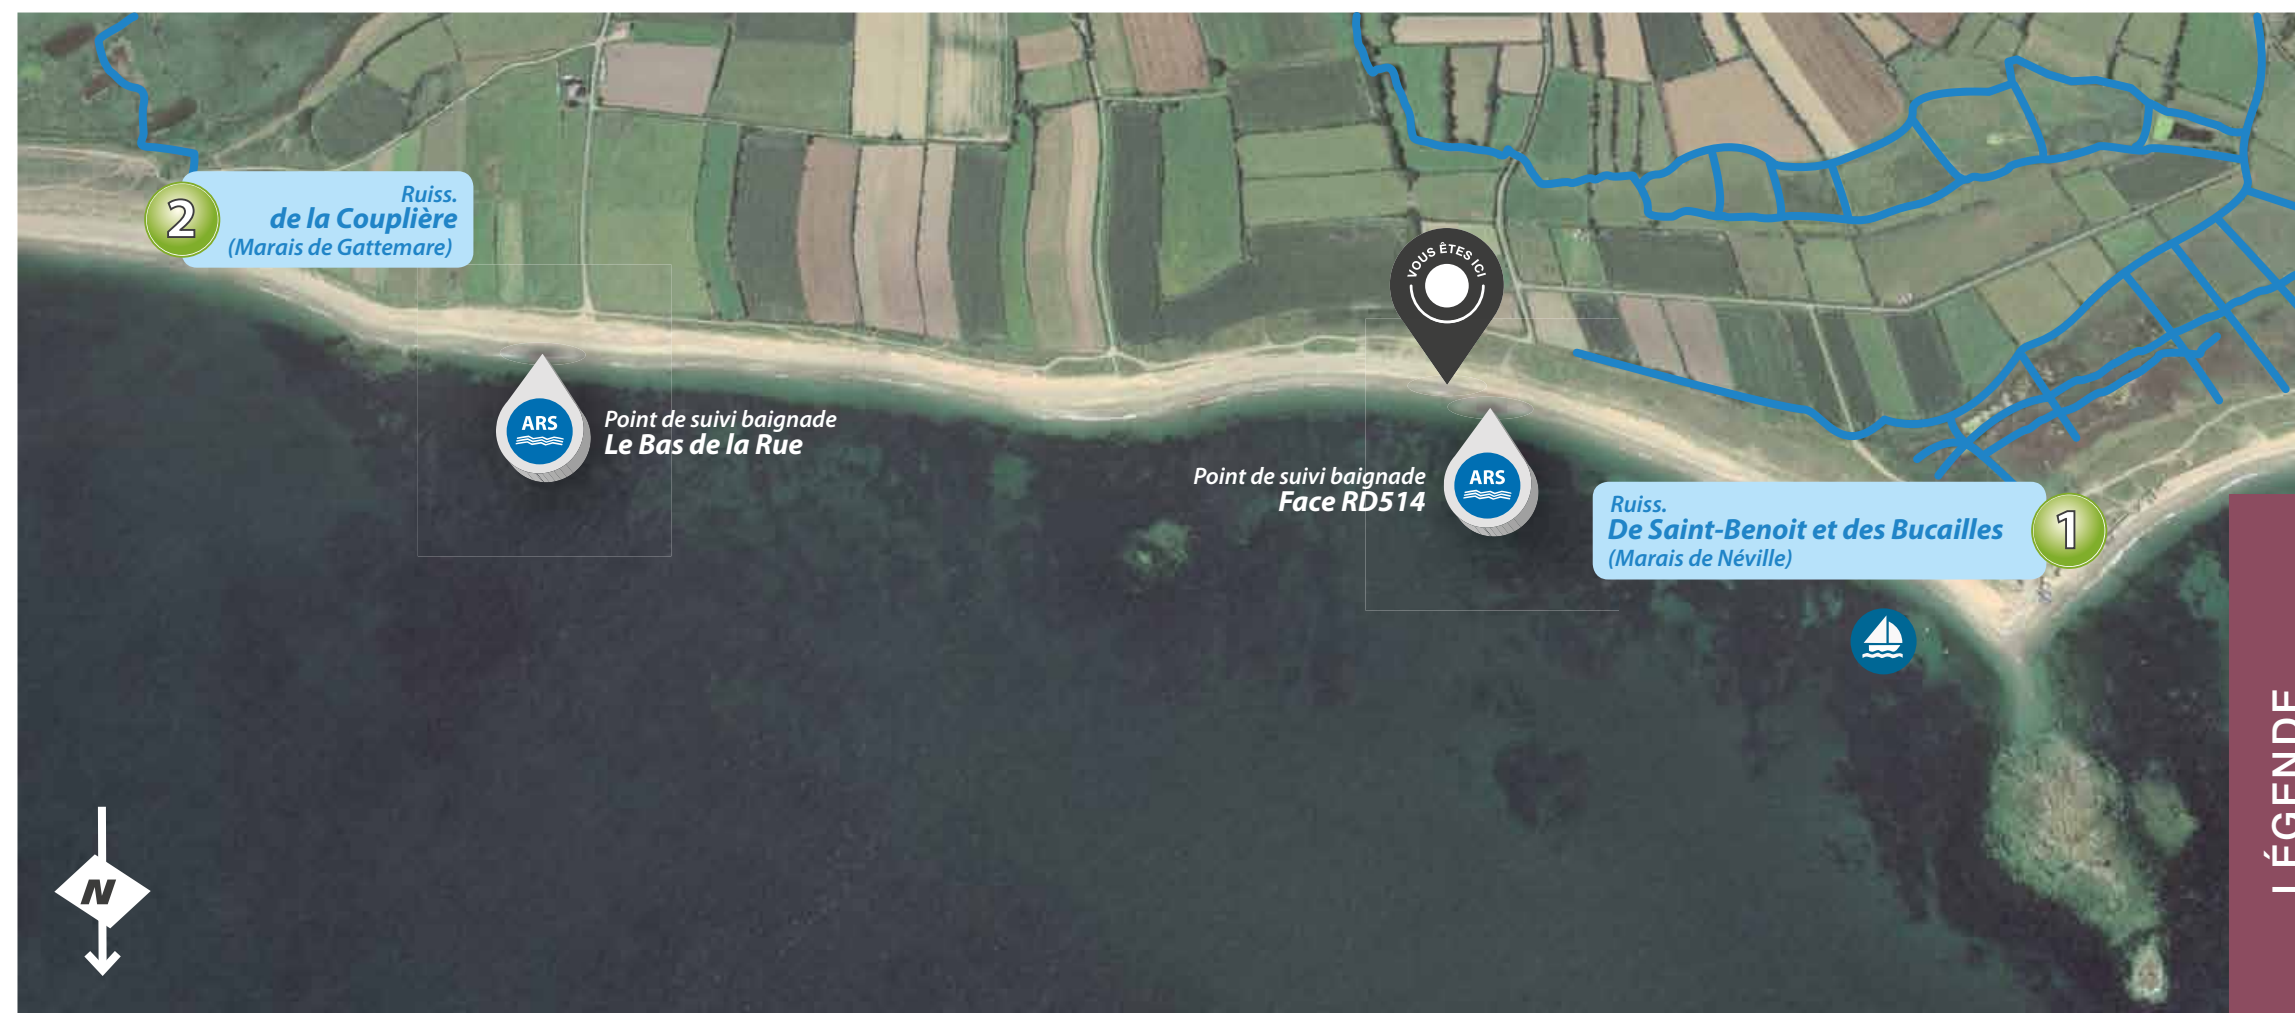 2
Ruiss.
de la Couplière
(Marais de Gattemare)
VOUS ÊTES ICI
ARS
Point de suivi baignade
Le Bas de la Rue
Point de suivi baignade
Face RD514
ARS
Ruiss.
De Saint-Benoit et des Bucailles
(Marais de Néville)
1
N
LÉGENDE